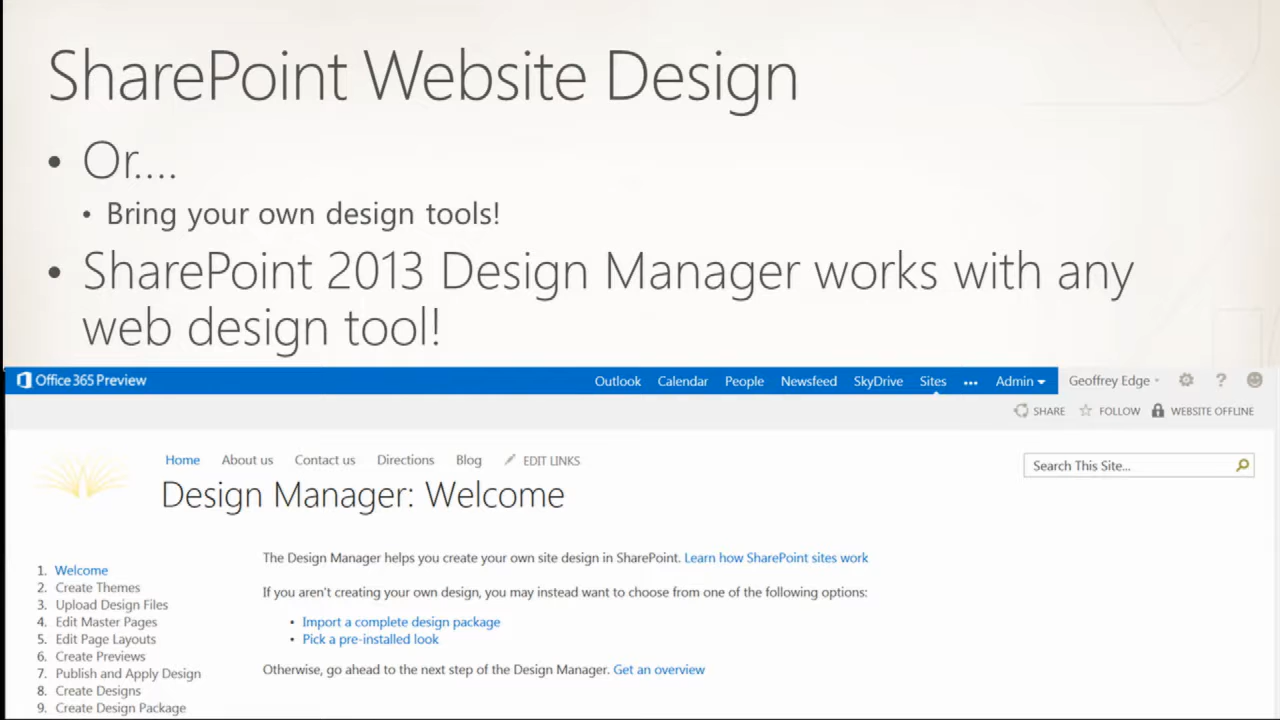 SharePoint Website Design
• Or....
• Bring your own design tools!
• SharePoint 2013 Design Manager works with any
web design tool!
Office 365 Preview
Outlook Calendar People Newsfeed SkyDrive Sites ... Admin Geoffrey Edge ?
SHARE FOLLOW WEBSITE OFFLINE
Home About us Contact us Directions Blog EDIT LINKS
Search This Site...
Design Manager: Welcome
1. Welcome
2. Create Themes
3. Upload Design Files
4. Edit Master Pages
5. Edit Page Layouts
6. Create Previews
7. Publish and Apply Design
8. Create Designs
9. Create Design Package
The Design Manager helps you create your own site design in SharePoint. Learn how SharePoint sites work
If you aren't creating your own design, you may instead want to choose from one of the following options:
• Import a complete design package
• Pick a pre-installed look
Otherwise, go ahead to the next step of the Design Manager. Get an overview